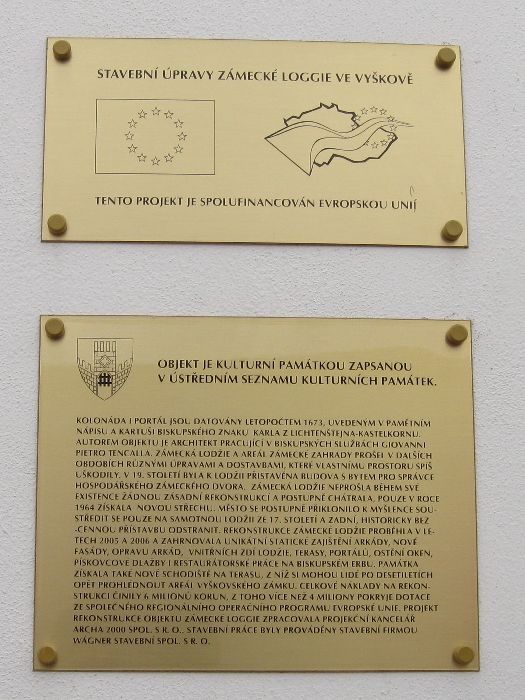 STAVEBNÍ ÚPRAVY ZÁMECKÉ LOGGIE VE VYŠKOVĚ
TENTO PROJEKT JE SPOLUFINANCOVÁN EVROPSKOU UNIÍ
OBJEKT JE KULTURNÍ PAMÁTKOU ZAPSANOU
V ÚSTŘEDNÍM SEZNAMU KULTURNÍCH PAMÁTEK.
KOLONÁDA I PORTÁL JSOU DATOVÁNY LETOPOČTEM 1673, UVEDENÝM V PAMĚTNÍM
NÁPISU A KARTUŠI BISKUPSKÉHO ZNAKU KARLA Z LICHTENŠTEJNA-KASTELKORNU.
AUTOREM OBJEKTU JE ARCHITEKT PRACUJÍCÍ V BISKUPSKÝCH SLUŽBÁCH GIOVANNI
PIETRO TENCALLA. ZÁMECKÁ LODŽIE A AREÁL ZÁMECKÉ ZAHRADY PROŠEL V DALŠÍCH
OBDOBÍCH RŮZNÝMI ÚPRAVAMI A DOSTAVBAMI, KTERÉ VLASTNÍMU PROSTORU SPÍŠ
UŠKODILY. V 19. STOLETÍ BYLA K LODŽII PŘISTAVĚNA BUDOVA S BYTEM PRO SPRÁVCE
HOSPODÁŘSKÉHO ZÁMECKÉHO DVORA. ZÁMECKÁ LODŽIE NEPROŠLA BĚHEM SVÉ
EXISTENCE ŽÁDNOU ZÁSADNÍ REKONSTRUKCÍ A POSTUPNĚ CHÁTRALA, POUZE V ROCE
1964 ZÍSKALA NOVOU STŘECHU. MĚSTO SE POSTUPNĚ PŘIKLONILO K MYŠLENCE SOU-
STŘEDIT SE POUZE NA SAMOTNOU LODŽII ZE 17. STOLETÍ A ZADNÍ, HISTORICKY BEZ
-CENNOU PŘÍSTAVBU ODSTRANIT. REKONSTRUKCE ZÁMECKÉ LODŽIE PROBĚHLA V LÉ-
TECH 2005 A 2006 A ZAHRNOVALA UNIKÁTNÍ STATICKÉ ZAJIŠTĚNÍ ARKÁDY, NOVÉ
FASÁDY, OPRAVU ARKÁD, VNITŘNÍCH ZDÍ LODŽIE, TERASY, PORTÁLŮ, OSTĚNÍ OKEN,
PÍSKOVCOVÉ DLAŽBY I RESTAURÁTORSKÉ PRÁCE NA BISKUPSKÉM ERBU. PAMÁTKA
ZÍSKALA TAKÉ NOVÉ SCHODIŠTĚ NA TERASU, Z NÍŽ SI MOHOU LIDÉ PO DESETILETÍCH
OPĚT PROHLÉDNOUT AREÁL VYŠKOVSKÉHO ZÁMKU. CELKOVÉ NÁKLADY NA REKON-
STRUKCI ČINILY 6 MILIONŮ KORUN, Z TOHO VÍCE NEŽ 4 MILIONY POKRYJE DOTACE
ZE SPOLEČNÉHO REGIONÁLNÍHO OPERAČNÍHO PROGRAMU EVROPSKÉ UNIE. PROJEKT
REKONSTRUKCE OBJEKTU ZÁMECKÉ LODŽIE ZPRACOVALA PROJEKČNÍ KANCELÁŘ
ARCHA 2000 SPOL. S R. O., STAVEBNÍ PRÁCE BYLY PROVÁDĚNY STAVEBNÍ FIRMOU
WÁGNER STAVEBNÍ SPOL. S R. O.